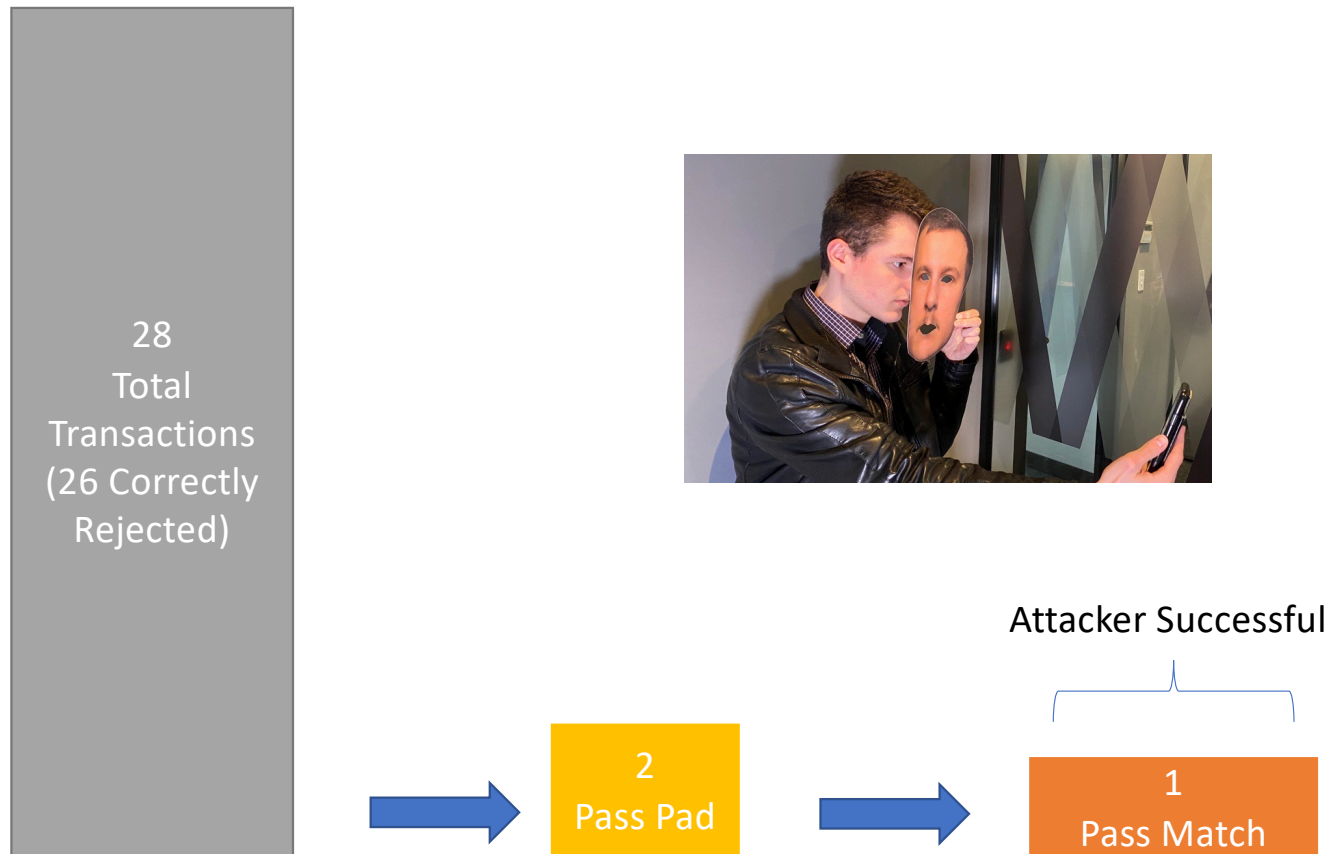 28
Total
Transactions
(26 Correctly
Rejected)
Attacker Successful
2
Pass Pad
1
Pass Match